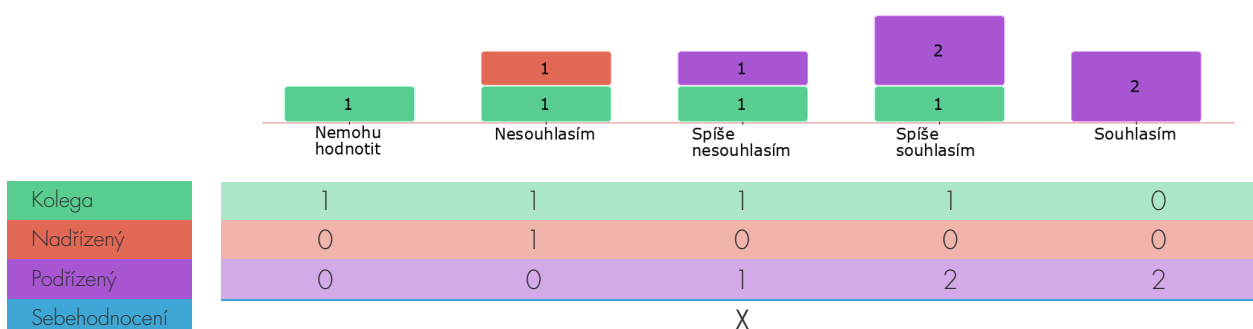 2
1
1
2
1
1
1
1
Nemohu
hodnotit
Nesouhlasím
Spíše
nesouhlasím
Spíše
souhlasím
Souhlasím
Kolega 1 1 1 1 0
Nadřízený 0 1 0 0 0
Podřízený 0 0 1 2 2
Sebehodnocení X